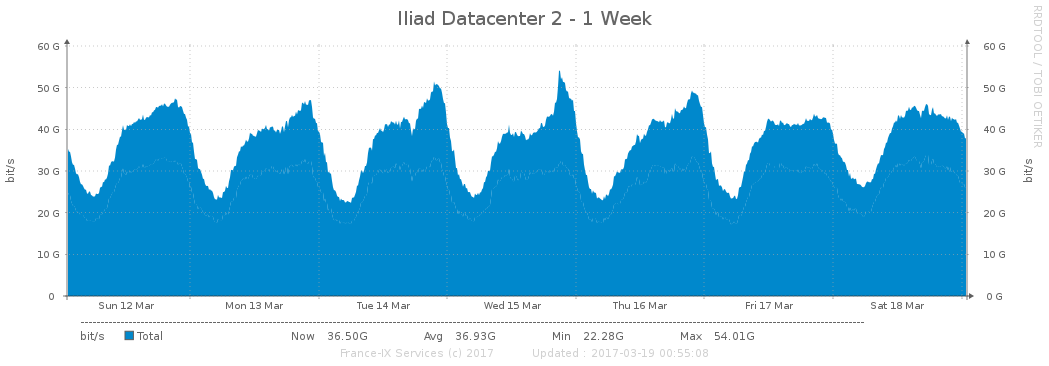 Iliad Datacenter 2 - 1 Week
RRDTOOL / TOBI OETIKER
60 G 60 G
50 G 50 G
40 G 40 G
30 G 30 G
20 G 20 G
10 G 10 G
0 0 G
bit/s bit/s
Sun 12 Mar Mon 13 Mar Tue 14 Mar Wed 15 Mar Thu 16 Mar Fri 17 Mar Sat 18 Mar
bit/s Total Now 36.50G Avg 36.93G Min 22.28G Max 54.01G
France-IX Services (c) 2017 Updated : 2017-03-19 00:55:08